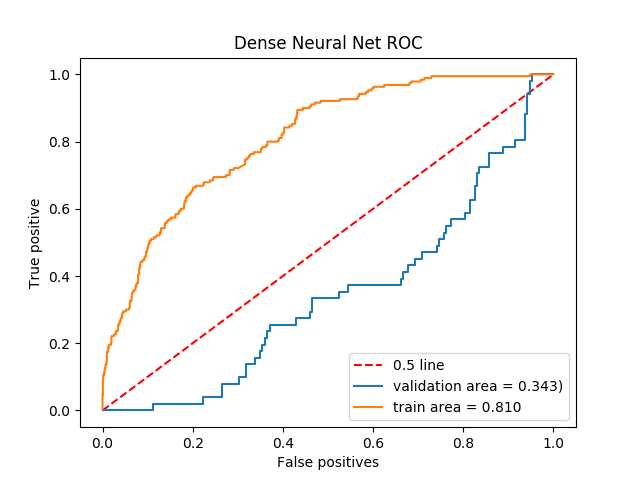 Dense Neural Net ROC
1.0
0.8
0.6
0.4
0.2
0.0
True positive
0.5 line
validation area = 0.343)
train area = 0.810
0.0 0.2 0.4 0.6 0.8 1.0
False positives